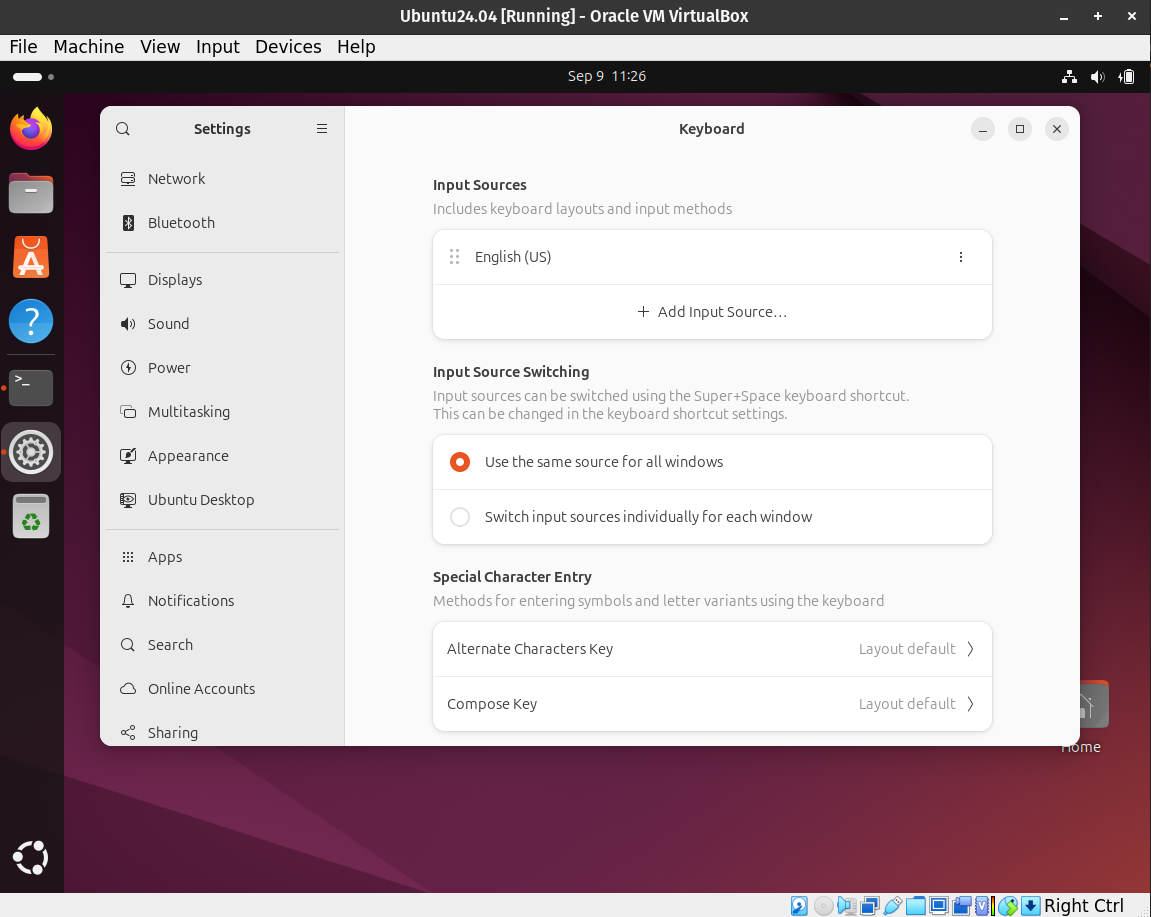 Ubuntu24.04 [Running] - Oracle VM VirtualBox
File Machine View Input Devices Help
Sep 9 11:26
Settings
Keyboard
Network
Bluetooth
Displays
Sound
Power
Multitasking
Appearance
Ubuntu Desktop
Apps
Notifications
Search
Online Accounts
Sharing
Input Sources
Includes keyboard layouts and input methods
English (US)
+ Add Input Source…
Input Source Switching
Input sources can be switched using the Super+Space keyboard shortcut.
This can be changed in the keyboard shortcut settings.
Use the same source for all windows
Switch input sources individually for each window
Special Character Entry
Methods for entering symbols and letter variants using the keyboard
Alternate Characters Key Layout default
Compose Key Layout default
Home
Right Ctrl